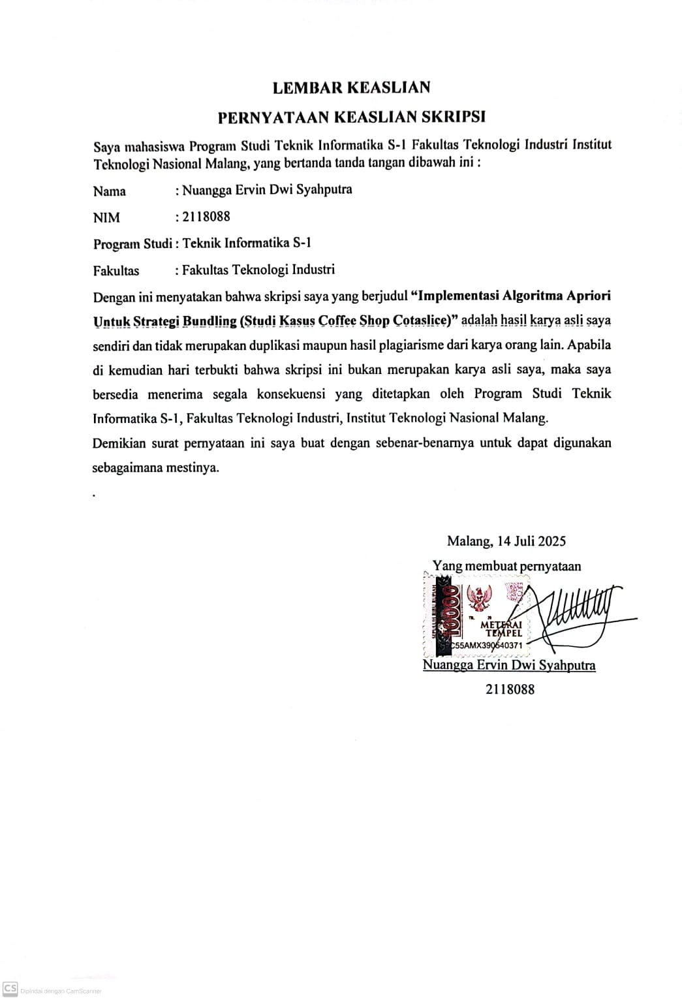 LEMBAR KEASLIAN
PERNYATAAN KEASLIAN SKRIPSI
Saya mahasiswa Program Studi Teknik Informatika S-1 Fakultas Teknologi Industri Institut
Teknologi Nasional Malang, yang bertanda tanda tangan dibawah ini :
Nama : Nuangga Ervin Dwi Syahputra
NIM : 2118088
Program Studi : Teknik Informatika S-1
Fakultas : Fakultas Teknologi Industri
Dengan ini menyatakan bahwa skripsi saya yang berjudul “Implementasi Algoritma Apriori
Untuk Strategi Bundling (Studi Kasus Coffee Shop Cotaslice)” adalah hasil karya asli saya
sendiri dan tidak merupakan duplikasi maupun hasil plagiarisme dari karya orang lain. Apabila
di kemudian hari terbukti bahwa skripsi ini bukan merupakan karya asli saya, maka saya
bersedia menerima segala konsekuensi yang ditetapkan oleh Program Studi Teknik
Informatika S-1, Fakultas Teknologi Industri, Institut Teknologi Nasional Malang.
Demikian surat pernyataan ini saya buat dengan sebenar-benarnya untuk dapat digunakan
sebagaimana mestinya.
.
Malang, 14 Juli 2025
Yang membuat pernyataan
SEPULUH RIBU RUPIAH
10000
TGL. 20
METERAI
TEMPEL
C55AMX390640371
Nuangga Ervin Dwi Syahputra
2118088
CS Dipindai dengan CamScanner